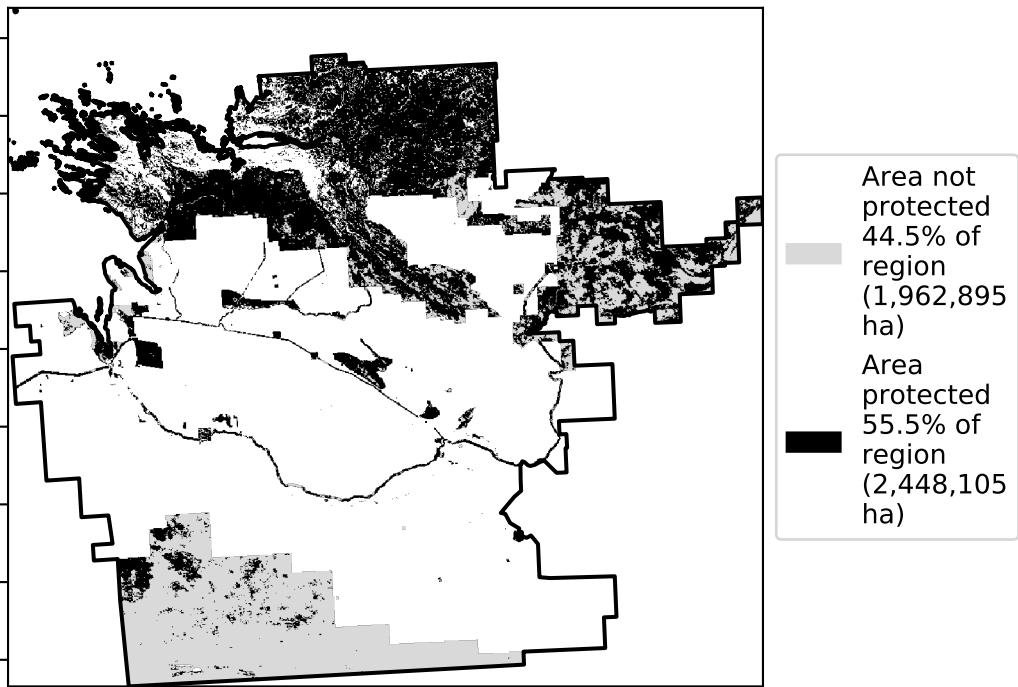 Area not
protected
44.5% of
region
(1,962,895
ha)
Area
protected
55.5% of
region
(2,448,105
ha)